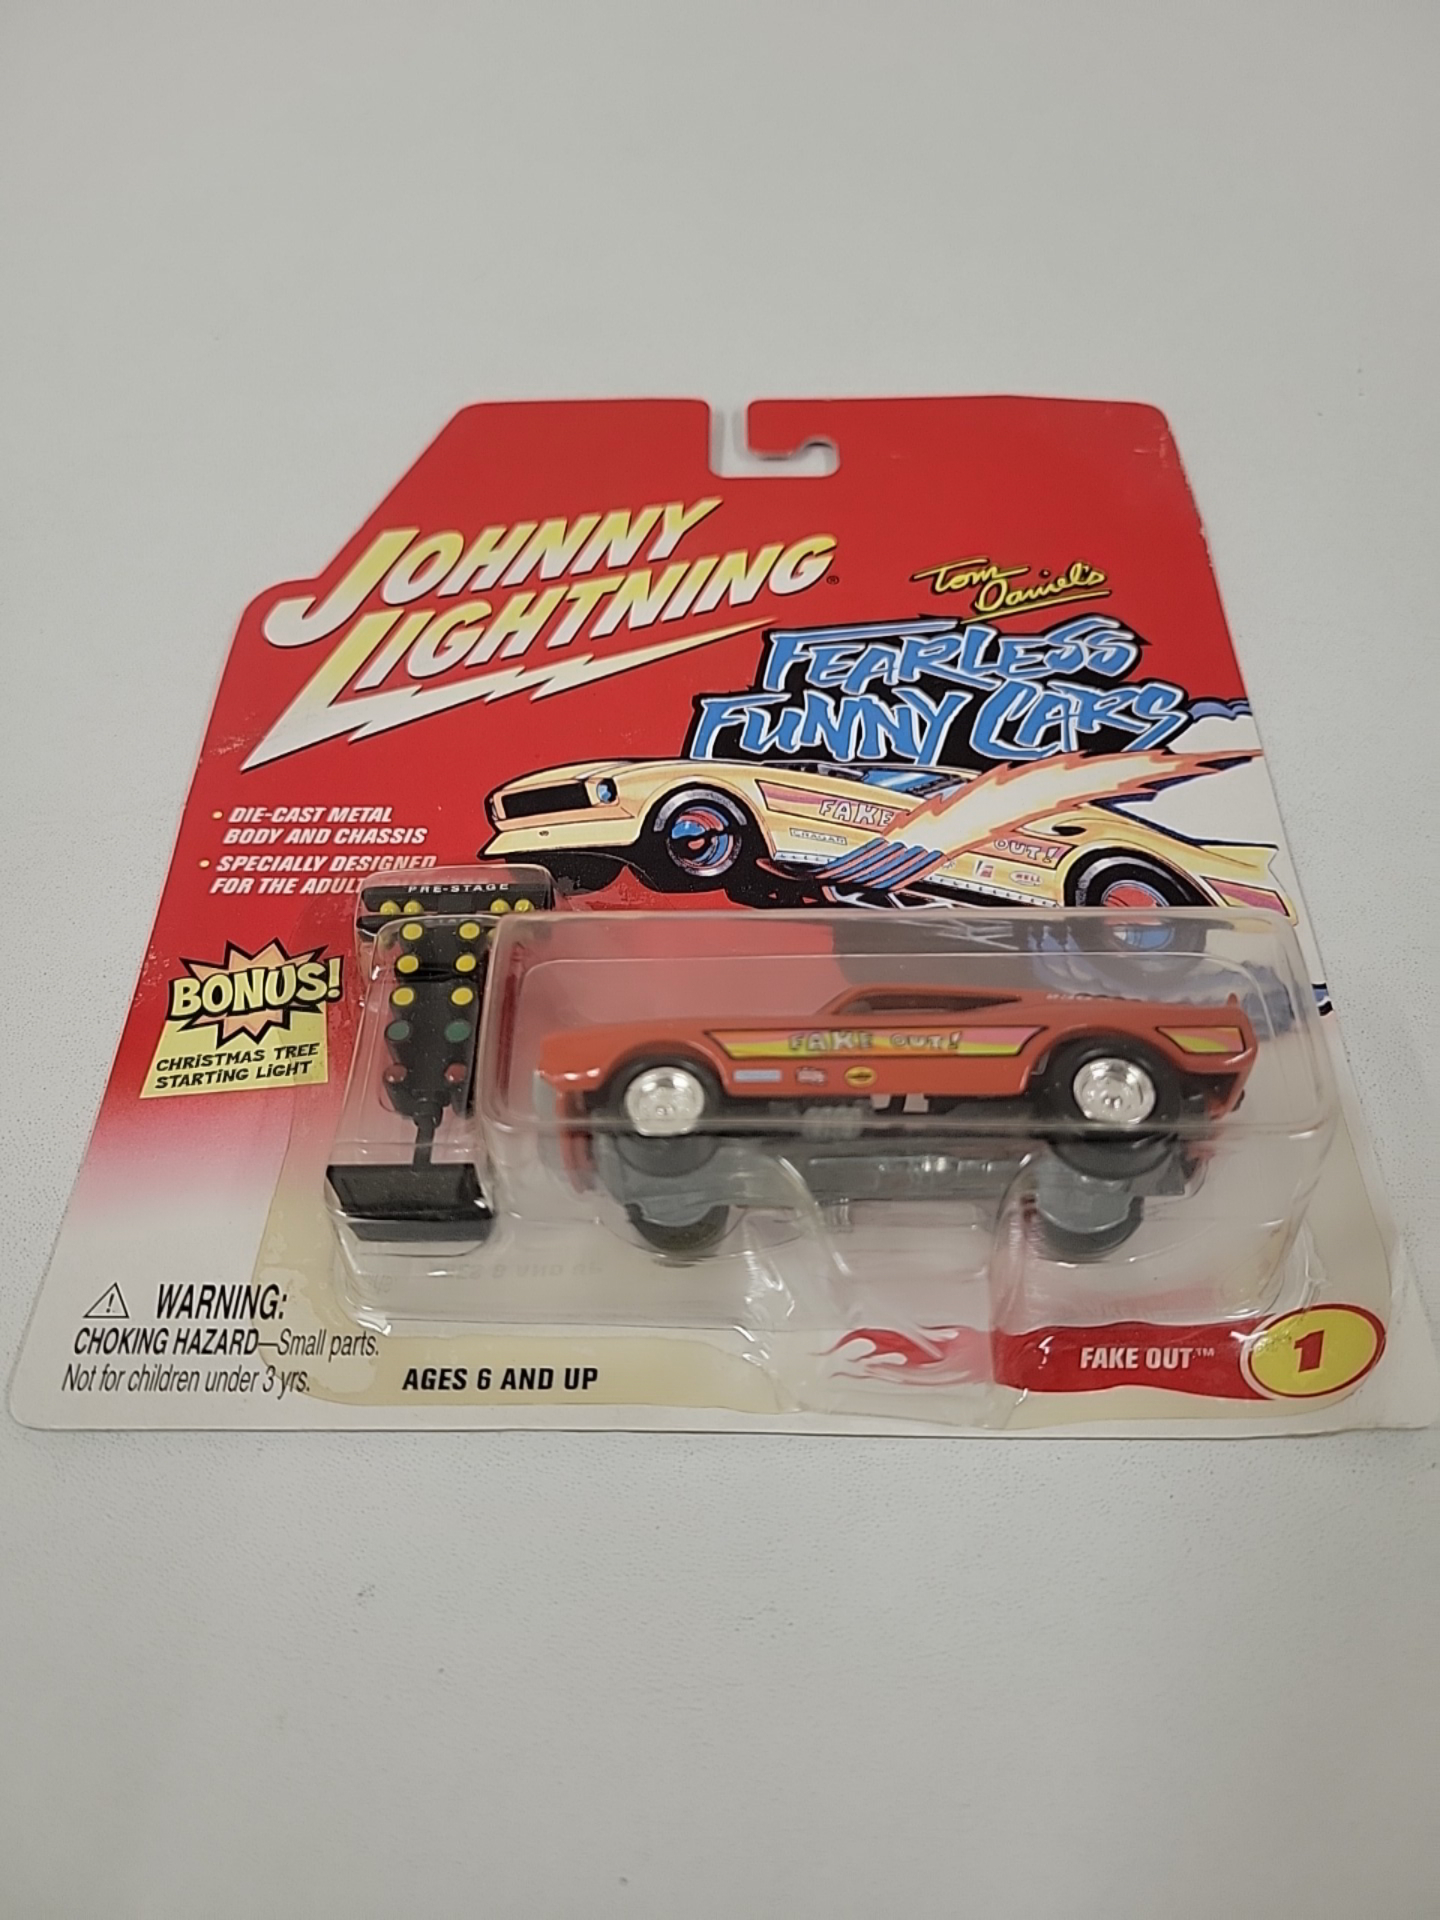 JOHNNY
LIGHTNING®
Tom
Daniel's
FEARLESS
FUNNY CARS
• DIE-CAST METAL
BODY AND CHASSIS
• SPECIALLY DESIGNED
FOR THE ADULT
FAKE
OUT!
CRAGAR
BELL
PRE-STAGE
BONUS!
CHRISTMAS TREE
STARTING LIGHT
FAKE OUT!
WARNING:
CHOKING HAZARD—Small parts.
Not for children under 3 yrs.
AGES 6 AND UP
FAKE OUT™
1